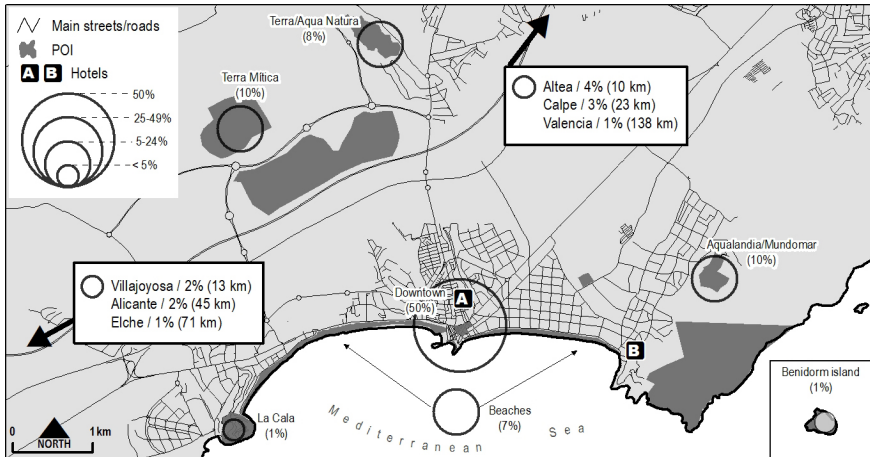 Main streets/roads
POI
A B Hotels
50%
25-49%
5-24%
< 5%
Terra/Aqua Natura
(8%)
Terra Mítica
(10%)
Altea / 4% (10 km)
Calpe / 3% (23 km)
Valencia / 1% (138 km)
Aqualandia/Mundomar
(10%)
Villajoyosa / 2% (13 km)
Alicante / 2% (45 km)
Elche / 1% (71 km)
Downtown
(50%)
A
B
Benidorm island
(1%)
Beaches
(7%)
La Cala
(1%)
Mediterranean Sea
0 1 km
NORTH